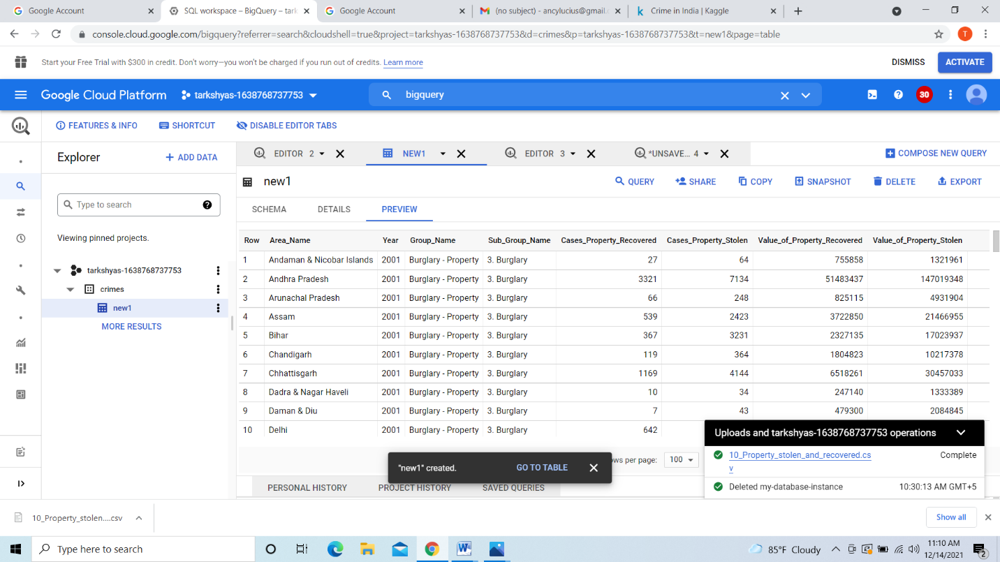 Google Account
SQL workspace – BigQuery – tark
Google Account
(no subject) - ancylucius@gmail.c
Crime in India | Kaggle
console.cloud.google.com/bigquery?referrer=search&cloudshell=true&project=tarkshyas-1638768737753&d=crimes&p=tarkshyas-1638768737753&t=new1&page=table
T
Start your Free Trial with $300 in credit. Don't worry—you won't be charged if you run out of credits. Learn more
DISMISS
ACTIVATE
Google Cloud Platform
tarkshyas-1638768737753
bigquery
30
FEATURES & INFO
SHORTCUT
DISABLE EDITOR TABS
Explorer
+ ADD DATA
EDITOR 2
NEW1
EDITOR 3
*UNSAVE... 4
COMPOSE NEW QUERY
new1
QUERY
SHARE
COPY
SNAPSHOT
DELETE
EXPORT
Type to search
SCHEMA
DETAILS
PREVIEW
Viewing pinned projects.
tarkshyas-1638768737753
crimes
new1
MORE RESULTS
Row Area_Name Year Group_Name Sub_Group_Name Cases_Property_Recovered Cases_Property_Stolen Value_of_Property_Recovered Value_of_Property_Stolen
1 Andaman & Nicobar Islands 2001 Burglary - Property 3. Burglary 27 64 755858 1321961
2 Andhra Pradesh 2001 Burglary - Property 3. Burglary 3321 7134 51483437 147019348
3 Arunachal Pradesh 2001 Burglary - Property 3. Burglary 66 248 825115 4931904
4 Assam 2001 Burglary - Property 3. Burglary 539 2423 3722850 21466955
5 Bihar 2001 Burglary - Property 3. Burglary 367 3231 2327135 17023937
6 Chandigarh 2001 Burglary - Property 3. Burglary 119 364 1804823 10217378
7 Chhattisgarh 2001 Burglary - Property 3. Burglary 1169 4144 6518261 30457033
8 Dadra & Nagar Haveli 2001 Burglary - Property 3. Burglary 10 34 247140 1333389
9 Daman & Diu 2001 Burglary - Property 3. Burglary 7 43 479300 2084845
10 Delhi 2001 Burglary - Property 3. Burglary 642
Uploads and tarkshyas-1638768737753 operations
10_Property_stolen_and_recovered.cs
v
Complete
Deleted my-database-instance
10:30:13 AM GMT+5
ws per page: 100
"new1" created.
GO TO TABLE
PERSONAL HISTORY
PROJECT HISTORY
SAVED QUERIES
10_Property_stolen....csv
Show all
Type here to search
85°F Cloudy
11:10 AM
12/14/2021
2